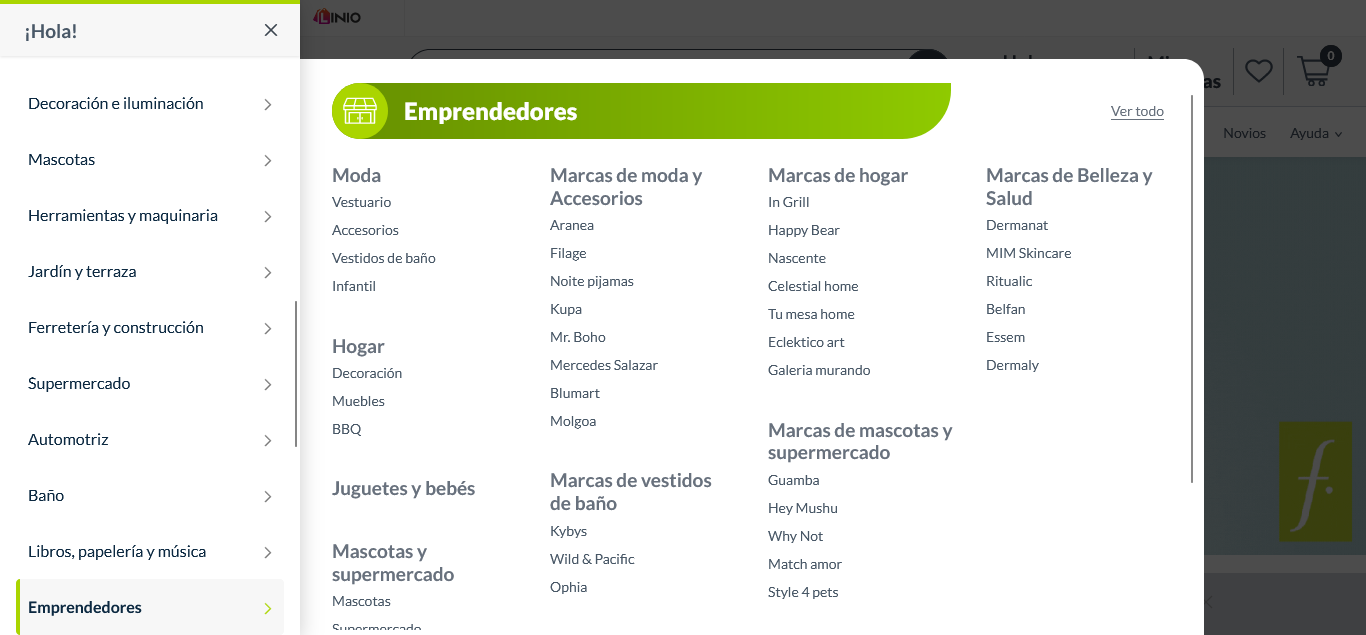 ¡Hola!
LINIO
0
Novios
Ayuda
Decoración e iluminación
Mascotas
Herramientas y maquinaria
Jardín y terraza
Ferretería y construcción
Supermercado
Automotriz
Baño
Libros, papelería y música
Emprendedores
Emprendedores
Ver todo
Moda
Vestuario
Accesorios
Vestidos de baño
Infantil
Hogar
Decoración
Muebles
BBQ
Juguetes y bebés
Mascotas y
supermercado
Mascotas
Supermercado
Marcas de moda y
Accesorios
Aranea
Filage
Noite pijamas
Kupa
Mr. Boho
Mercedes Salazar
Blumart
Molgoa
Marcas de vestidos
de baño
Kybys
Wild & Pacific
Ophia
Marcas de hogar
In Grill
Happy Bear
Nascente
Celestial home
Tu mesa home
Eclektico art
Galeria murando
Marcas de mascotas y
supermercado
Guamba
Hey Mushu
Why Not
Match amor
Style 4 pets
Marcas de Belleza y
Salud
Dermanat
MIM Skincare
Ritualic
Belfan
Essem
Dermaly
f.